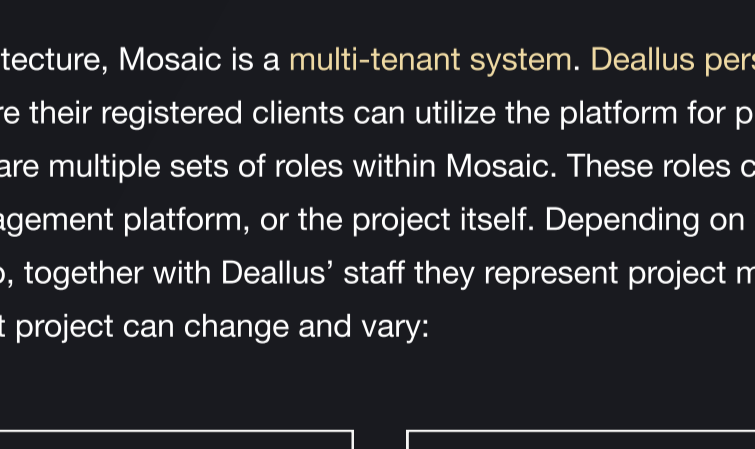 tecture, Mosaic is a multi-tenant system. Deallus pers
re their registered clients can utilize the platform for p
are multiple sets of roles within Mosaic. These roles c
agement platform, or the project itself. Depending on
o, together with Deallus’ staff they represent project m
t project can change and vary: